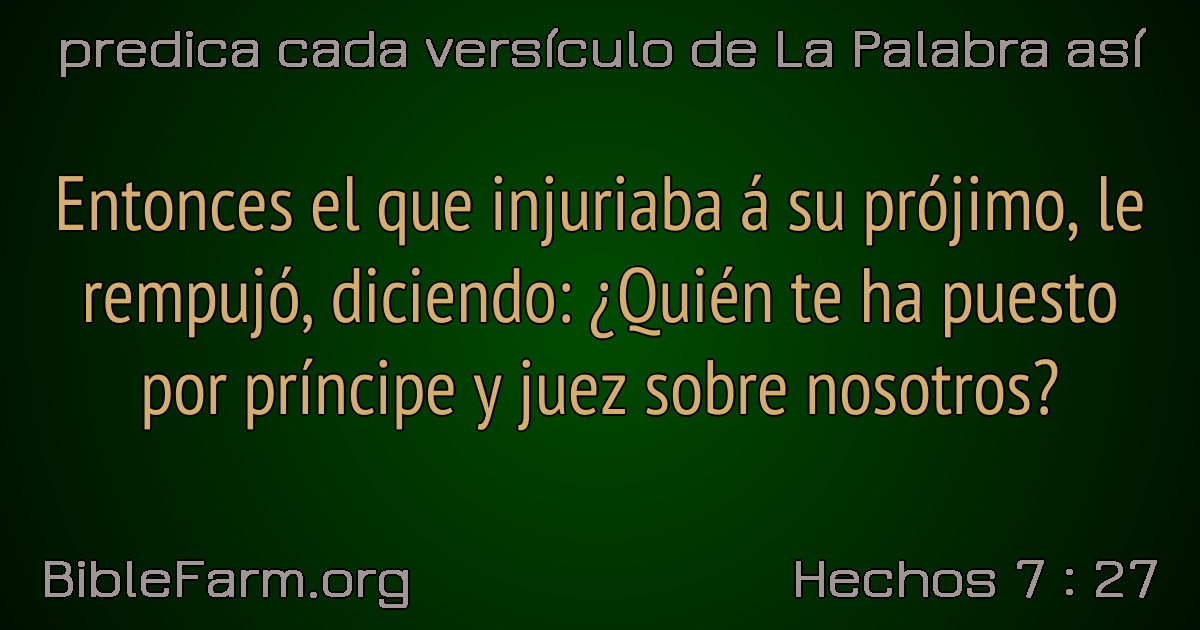 predica cada versículo de La Palabra así
Entonces el que injuriaba á su prójimo, le
rempujó, diciendo: ¿Quién te ha puesto
por príncipe y juez sobre nosotros?
BibleFarm.org
Hechos 7 : 27